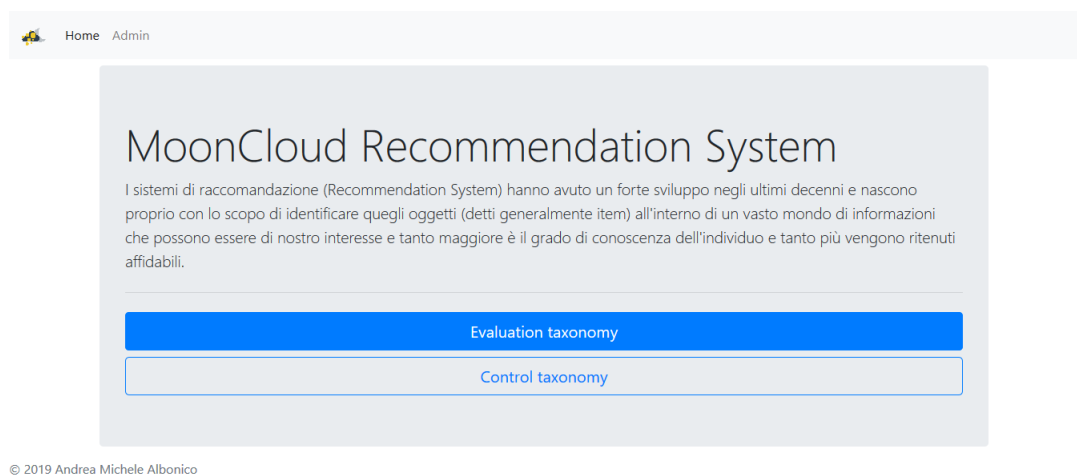 Home Admin
MoonCloud Recommendation System
I sistemi di raccomandazione (Recommendation System) hanno avuto un forte sviluppo negli ultimi decenni e nascono
proprio con lo scopo di identificare quegli oggetti (detti generalmente item) all'interno di un vasto mondo di informazioni
che possono essere di nostro interesse e tanto maggiore è il grado di conoscenza dell'individuo e tanto più vengono ritenuti
affidabili.
Evaluation taxonomy
Control taxonomy
© 2019 Andrea Michele Albonico